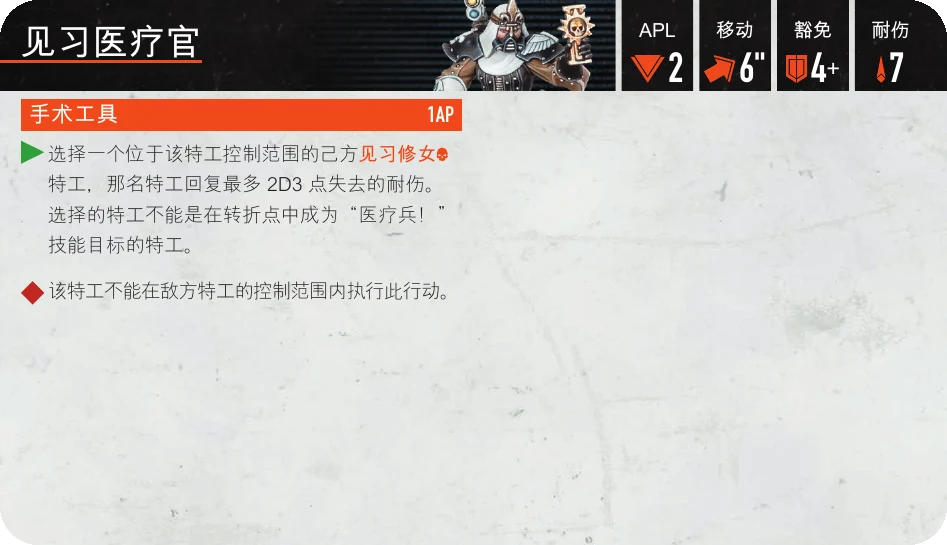 见习医疗官
APL
2
移动
6"
豁免
4+
耐伤
7
手术工具 1AP
选择一个位于该特工控制范围的己方见习修女
特工，那名特工回复最多 2D3 点失去的耐伤。
选择的特工不能是在转折点中成为“医疗兵！”
技能目标的特工。
该特工不能在敌方特工的控制范围内执行此行动。